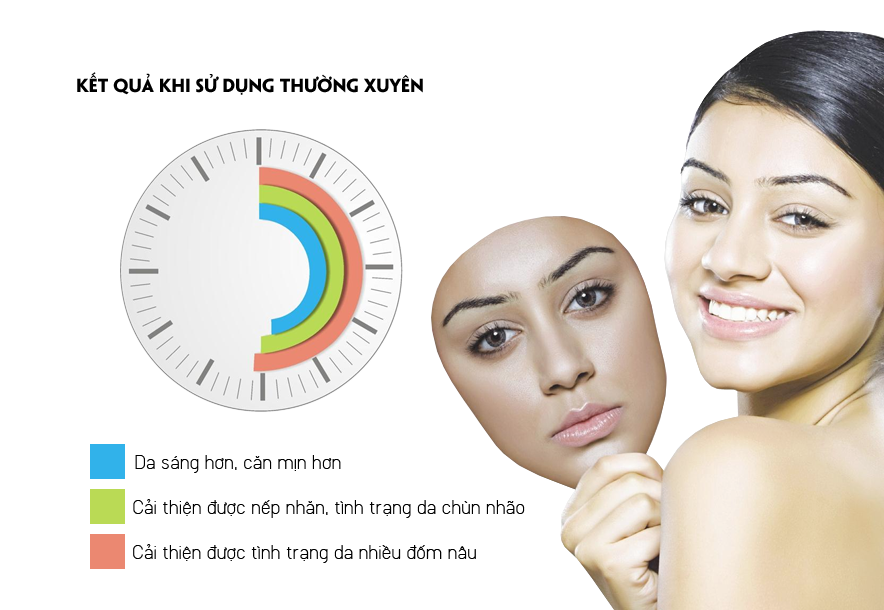 KẾT QUẢ KHI SỬ DỤNG THƯỜNG XUYÊN
Da sáng hơn, căn mịn hơn
Cải thiện được nếp nhăn, tình trạng da chùn nhão
Cải thiện được tình trạng da nhiều đốm nâu